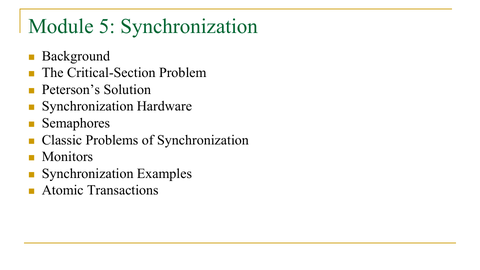 Module 5: Synchronization
Background
The Critical-Section Problem
Peterson’s Solution
Synchronization Hardware
Semaphores
Classic Problems of Synchronization
Monitors
Synchronization Examples
Atomic Transactions